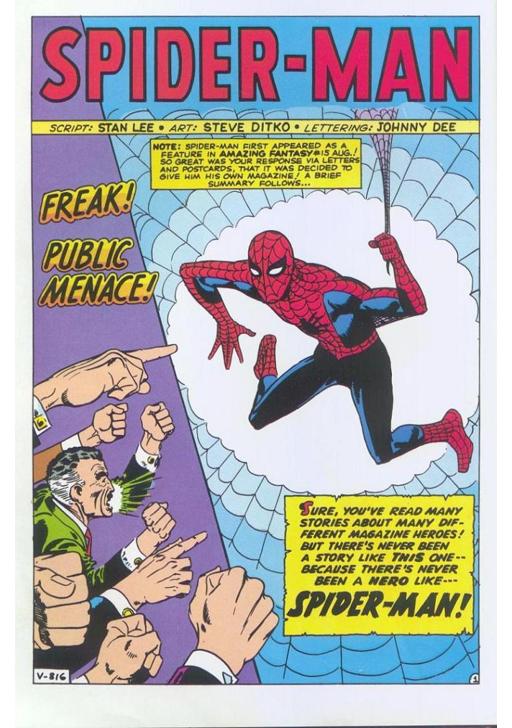 SPIDER-MAN
SCRIPT: STAN LEE • ART: STEVE DITKO • LETTERING: JOHNNY DEE
NOTE: SPIDER-MAN FIRST APPEARED AS A
FEATURE IN AMAZING FANTASY #15 AUG.!
SO GREAT WAS YOUR RESPONSE VIA LETTERS
AND POSTCARDS, THAT IT WAS DECIDED TO
GIVE HIM HIS OWN MAGAZINE! A BRIEF
SUMMARY FOLLOWS...
FREAK!
PUBLIC
MENACE!
SURE, YOU'VE READ MANY
STORIES ABOUT MANY DIF-
FERENT MAGAZINE HEROES!
BUT THERE'S NEVER BEEN
A STORY LIKE THIS ONE--
BECAUSE THERE'S NEVER
BEEN A HERO LIKE---
SPIDER-MAN!
V-816
1